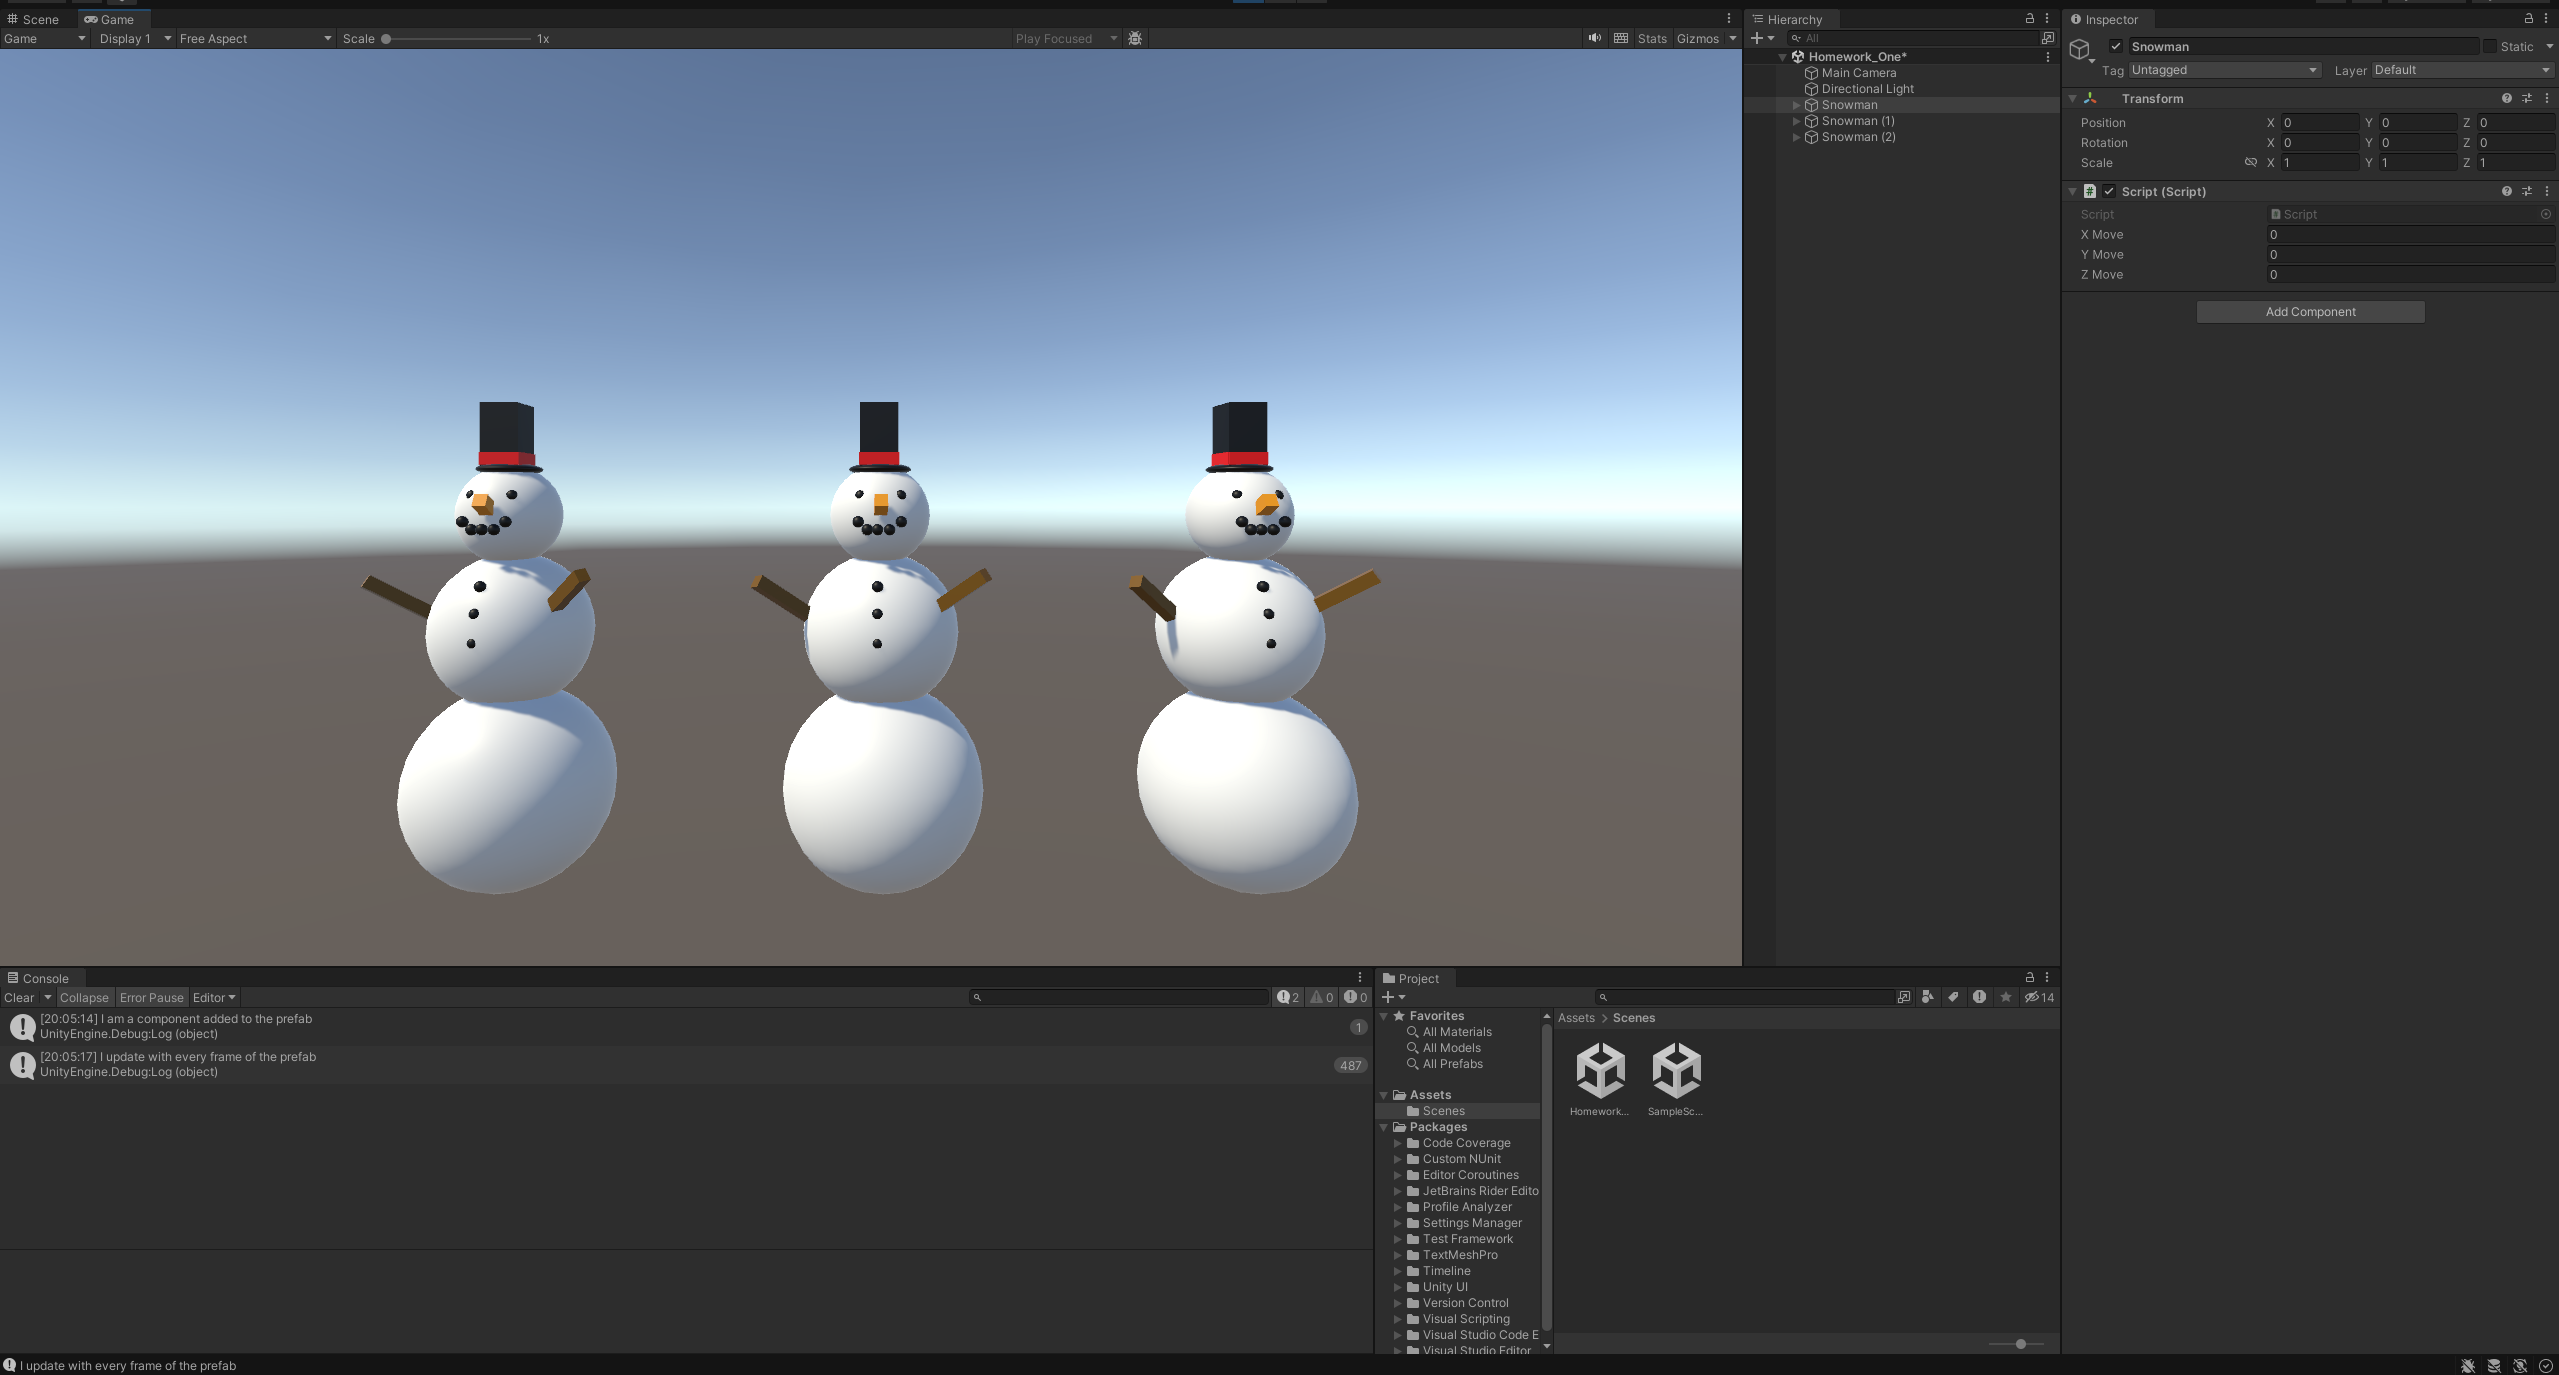 Scene Game
Game Display 1 Free Aspect Scale 1x Play Focused Stats Gizmos
Hierarchy
All
Homework_One*
Main Camera
Directional Light
Snowman
Snowman (1)
Snowman (2)
Inspector
Snowman Static
Tag Untagged Layer Default
Transform
Position X 0 Y 0 Z 0
Rotation X 0 Y 0 Z 0
Scale X 1 Y 1 Z 1
# Script (Script)
Script Script
X Move 0
Y Move 0
Z Move 0
Add Component
Console
Clear Collapse Error Pause Editor 2 0 0
[20:05:14] I am a component added to the prefab
UnityEngine.Debug:Log (object)
1
[20:05:17] I update with every frame of the prefab
UnityEngine.Debug:Log (object)
487
Project
14
Favorites
All Materials
All Models
All Prefabs
Assets
Scenes
Packages
Code Coverage
Custom NUnit
Editor Coroutines
JetBrains Rider Edito
Profile Analyzer
Settings Manager
Test Framework
TextMeshPro
Timeline
Unity UI
Version Control
Visual Scripting
Visual Studio Code E
Visual Studio Editor
Assets > Scenes
Homework... SampleSc...
I update with every frame of the prefab